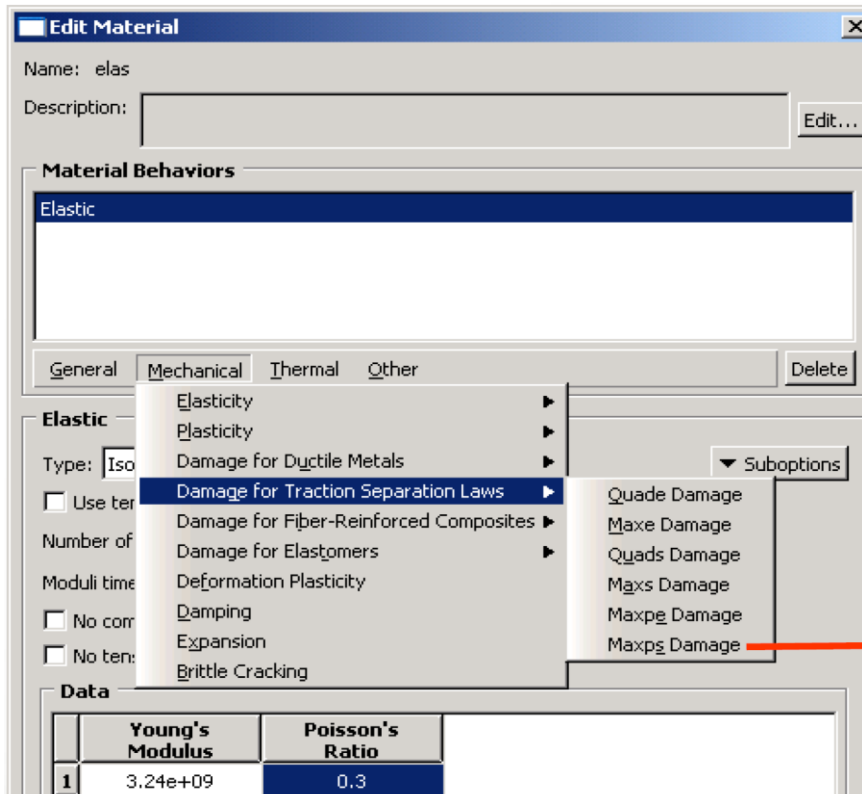 Edit Material
Name: elas
Description:
Edit...
Material Behaviors
Elastic
General Mechanical Thermal Other Delete
Elasticity
Plasticity
Damage for Ductile Metals
Damage for Traction Separation Laws
Damage for Fiber-Reinforced Composites
Damage for Elastomers
Deformation Plasticity
Damping
Expansion
Brittle Cracking
Quade Damage
Maxe Damage
Quads Damage
Maxs Damage
Maxpe Damage
Maxps Damage
Elastic
Type: Iso
Suboptions
Use ter
Number of
Moduli time
No com
No tens
Data
Young's Modulus
Poisson's Ratio
1 3.24e+09 0.3